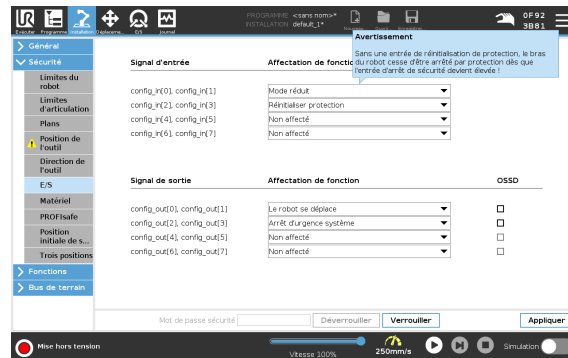 PROGRAMME <sans nom>*
INSTALLATION default_1*
0F92
3B81
Exécuter Programme Installation Déplaceme... E/S Journal
Nouveau... Ouvrir... Enregistrer...
Avertissement
Sans une entrée de réinitialisation de protection, le bras
du robot cesse d'être arrêté par protection dès que
l'entrée d'arrêt de sécurité devient élevée !
Général
Sécurité
Limites du
robot
Limites
d'articulation
Plans
Position de
l'outil
Direction de
l'outil
E/S
Matériel
PROFIsafe
Position
initiale de s...
Trois positions
Fonctions
Bus de terrain
Signal d'entrée Affectation de fonction
config_in[0], config_in[1] Mode réduit
config_in[2], config_in[3] Réinitialiser protection
config_in[4], config_in[5] Non affecté
config_in[6], config_in[7] Non affecté
Signal de sortie Affectation de fonction OSSD
config_out[0], config_out[1] Le robot se déplace
config_out[2], config_out[3] Arrêt d'urgence système
config_out[4], config_out[5] Non affecté
config_out[6], config_out[7] Non affecté
Mot de passe sécurité Déverrouiller Verrouiller Appliquer
Mise hors tension Vitesse 100% 250mm/s Simulation